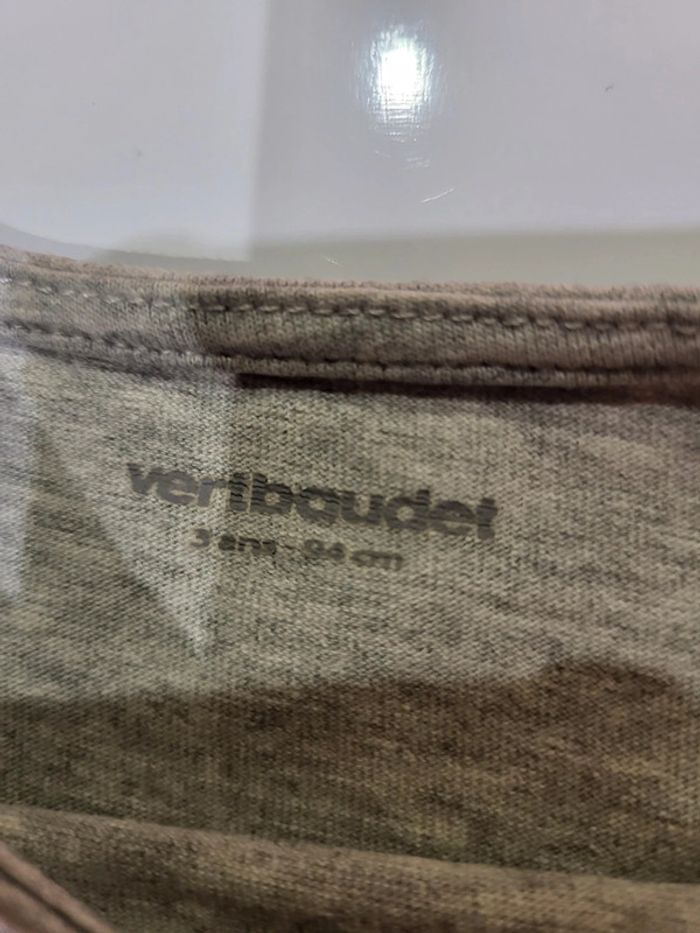 vertbaudet
3 ans - 94 cm